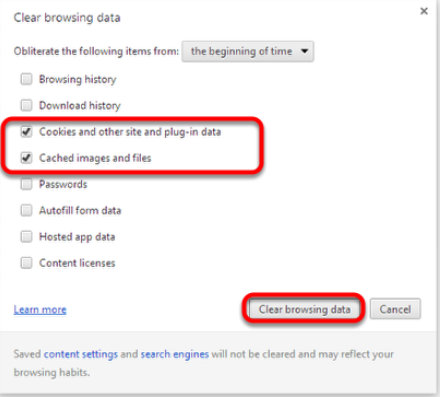 Clear browsing data
Obliterate the following items from: the beginning of time
Browsing history
Download history
Cookies and other site and plug-in data
Cached images and files
Passwords
Autofill form data
Hosted app data
Content licenses
Learn more Clear browsing data Cancel
Saved content settings and search engines will not be cleared and may reflect your
browsing habits.